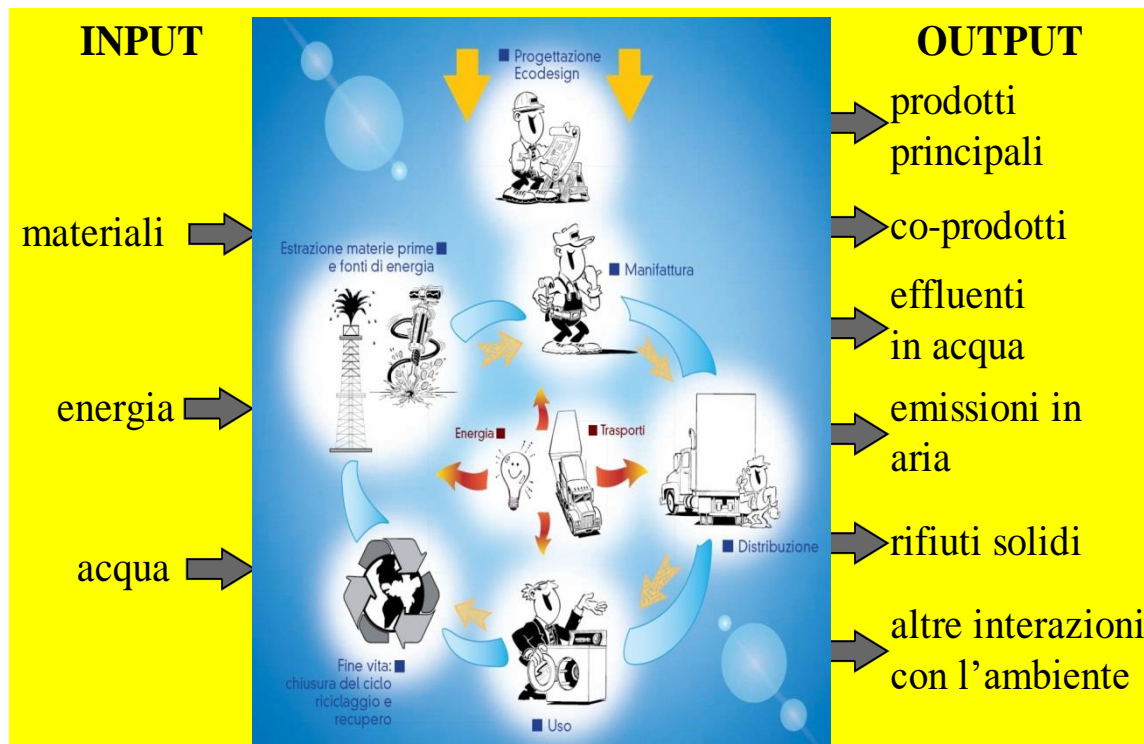 INPUT
materiali
energia
acqua
Progettazione
Ecodesign
Estrazione materie prime
e fonti di energia
Manifattura
Energia
Trasporti
Distribuzione
Fine vita:
chiusura del ciclo
riciclaggio e
recupero
Uso
OUTPUT
prodotti
principali
co-prodotti
effluenti
in acqua
emissioni in
aria
rifiuti solidi
altre interazioni
con l’ambiente